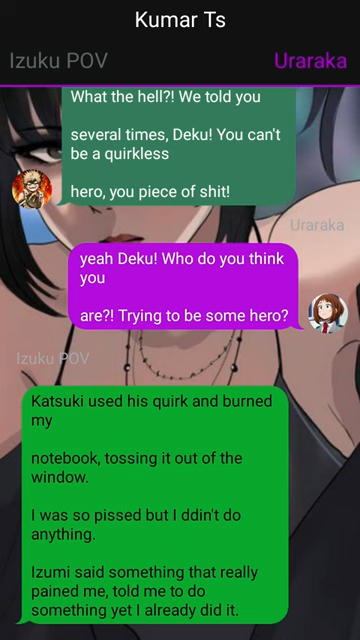 Kumar Ts
Izuku POV
Uraraka
What the hell?! We told you
several times, Deku! You can't
be a quirkless
hero, you piece of shit!
Uraraka
yeah Deku! Who do you think
you
are?! Trying to be some hero?
Izuku POV
Katsuki used his quirk and burned
my
notebook, tossing it out of the
window.
I was so pissed but I ddin't do
anything.
Izumi said something that really
pained me, told me to do
something yet I already did it.